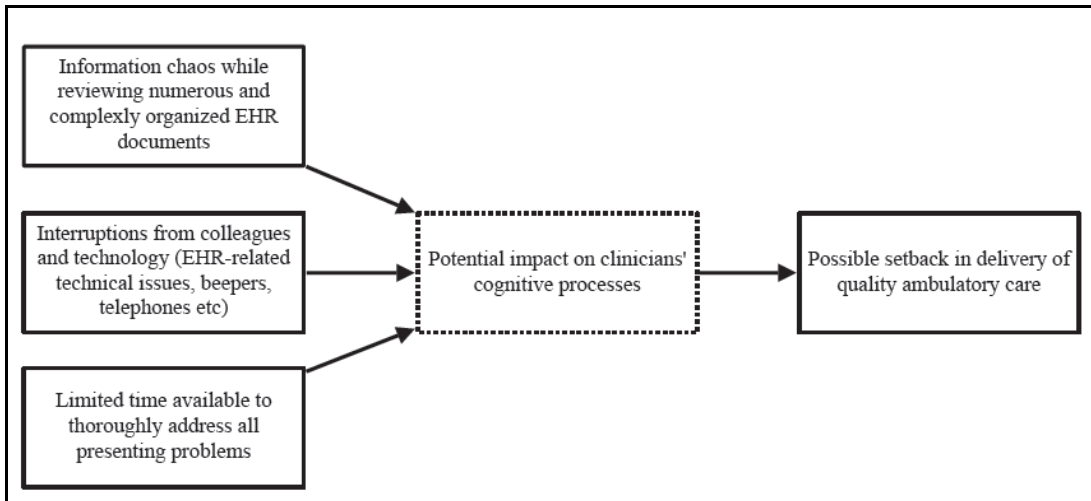 Information chaos while
reviewing numerous and
complexly organized EHR
documents
Interruptions from colleagues
and technology (EHR-related
technical issues, beepers,
telephones etc)
Limited time available to
thoroughly address all
presenting problems
Potential impact on clinicians'
cognitive processes
Possible setback in delivery of
quality ambulatory care